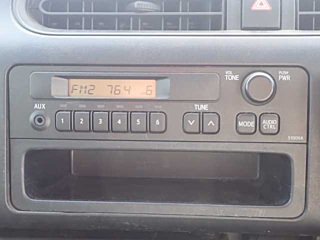 FM2 76.4 6
VOL
TONE
PUSH
PWR
AUX
TUNE
1 2 3 4 5 6
MODE
AUDIO
CTRL